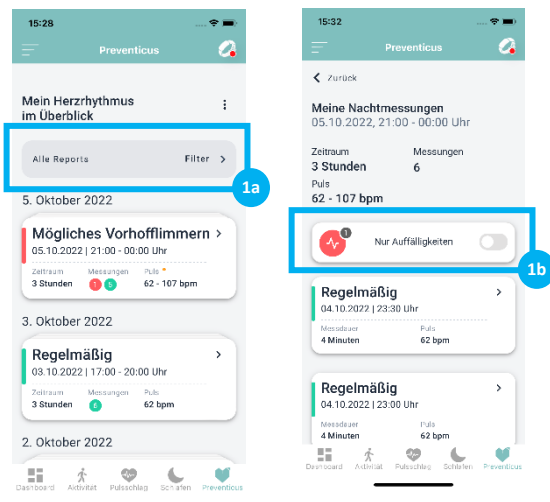 15:28
Preventicus
Mein Herzrhythmus
im Überblick
Alle Reports Filter
1a
5. Oktober 2022
Mögliches Vorhofflimmern
05.10.2022 | 21:00 - 00:00 Uhr
Zeitraum Messungen Puls
3 Stunden 1 5 62 - 107 bpm
3. Oktober 2022
Regelmäßig
03.10.2022 | 17:00 - 20:00 Uhr
Zeitraum Messungen Puls
3 Stunden 6 62 bpm
2. Oktober 2022
Dashboard Aktivität Pulsschlag Schlafen Preventicus
15:32
Preventicus
Zurück
Meine Nachtmessungen
05.10.2022, 21:00 - 00:00 Uhr
Zeitraum Messungen
3 Stunden 6
Puls
62 - 107 bpm
1
Nur Auffälligkeiten
1b
Regelmäßig
04.10.2022 | 23:30 Uhr
Messdauer Puls
4 Minuten 62 bpm
Regelmäßig
04.10.2022 | 23:00 Uhr
Messdauer Puls
4 Minuten 62 bpm
Dashboard Aktivität Pulsschlag Schlafen Preventicus